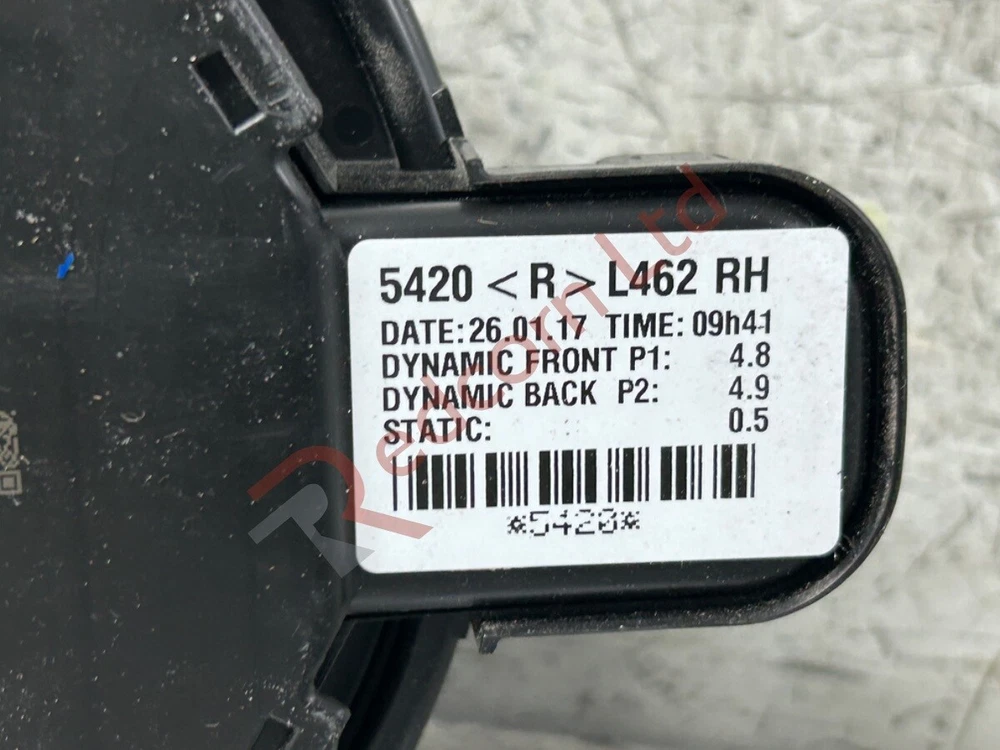 5420 <R> L462 RH
DATE: 26.01.17 TIME: 09h41
DYNAMIC FRONT P1: 4.8
DYNAMIC BACK P2: 4.9
STATIC: 0.5
*5420*
Redcorn Ltd